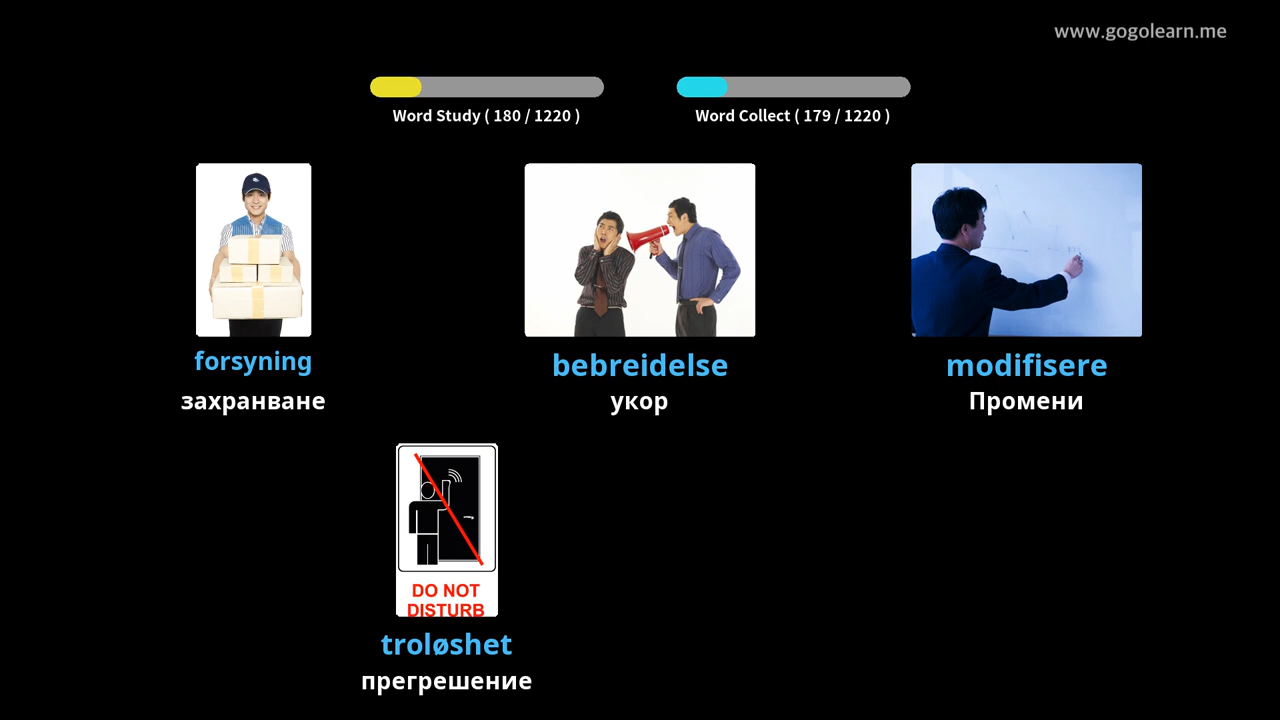 www.gogolearn.me
Word Study ( 180 / 1220 )
Word Collect ( 179 / 1220 )
forsyning
bebreidelse
modifisere
захранване
укор
Промени
DO NOT
DISTURB
troløshet
прегрешение